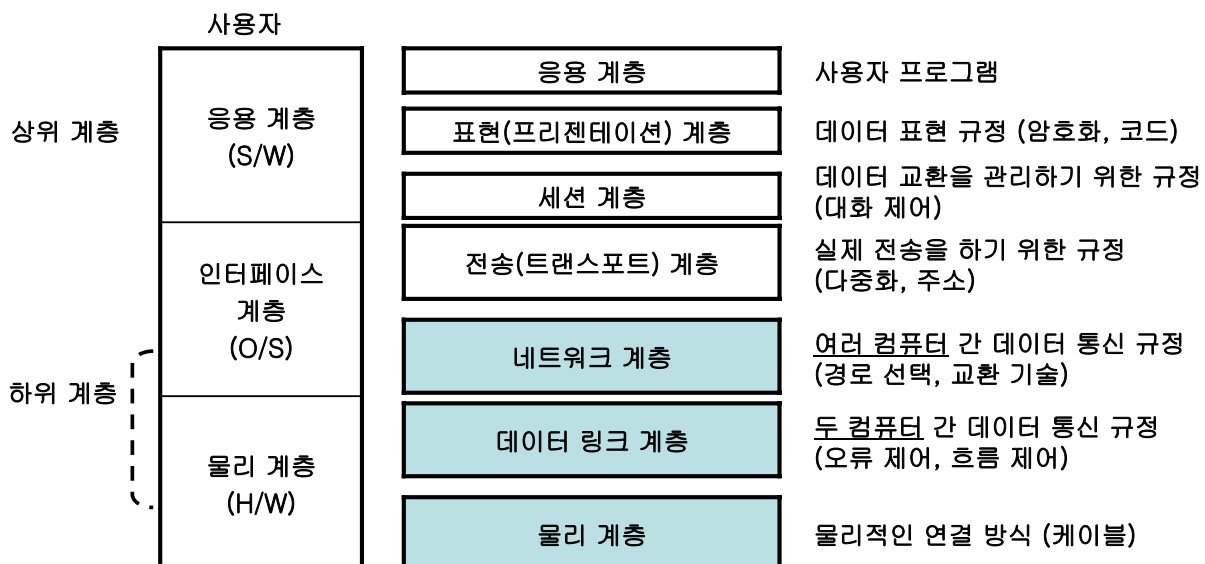 사용자
상위 계층
응용 계층
(S/W)
인터페이스
계층
(O/S)
하위 계층
물리 계층
(H/W)
응용 계층
사용자 프로그램
표현(프리젠테이션) 계층
데이터 표현 규정 (암호화, 코드)
세션 계층
데이터 교환을 관리하기 위한 규정
(대화 제어)
전송(트랜스포트) 계층
실제 전송을 하기 위한 규정
(다중화, 주소)
네트워크 계층
여러 컴퓨터 간 데이터 통신 규정
(경로 선택, 교환 기술)
데이터 링크 계층
두 컴퓨터 간 데이터 통신 규정
(오류 제어, 흐름 제어)
물리 계층
물리적인 연결 방식 (케이블)